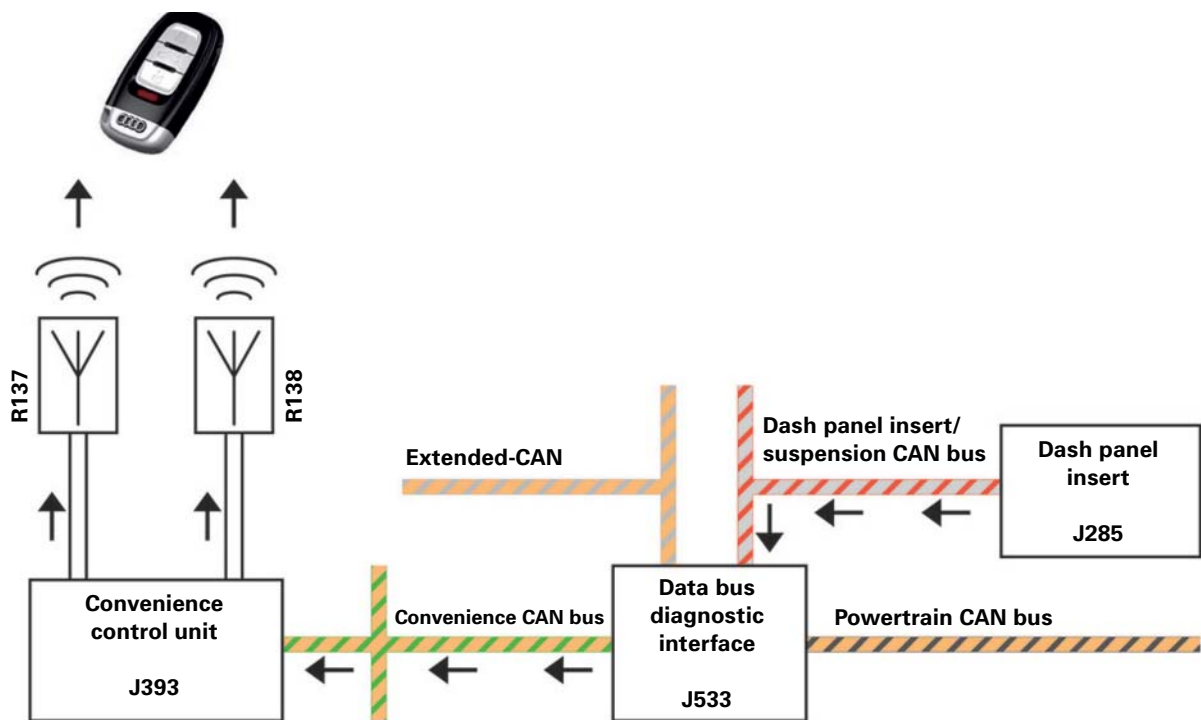 R137
R138
Extended-CAN
Dash panel insert/
suspension CAN bus
Dash panel
insert
J285
Convenience
control unit
J393
Convenience CAN bus
Data bus
diagnostic
interface
J533
Powertrain CAN bus